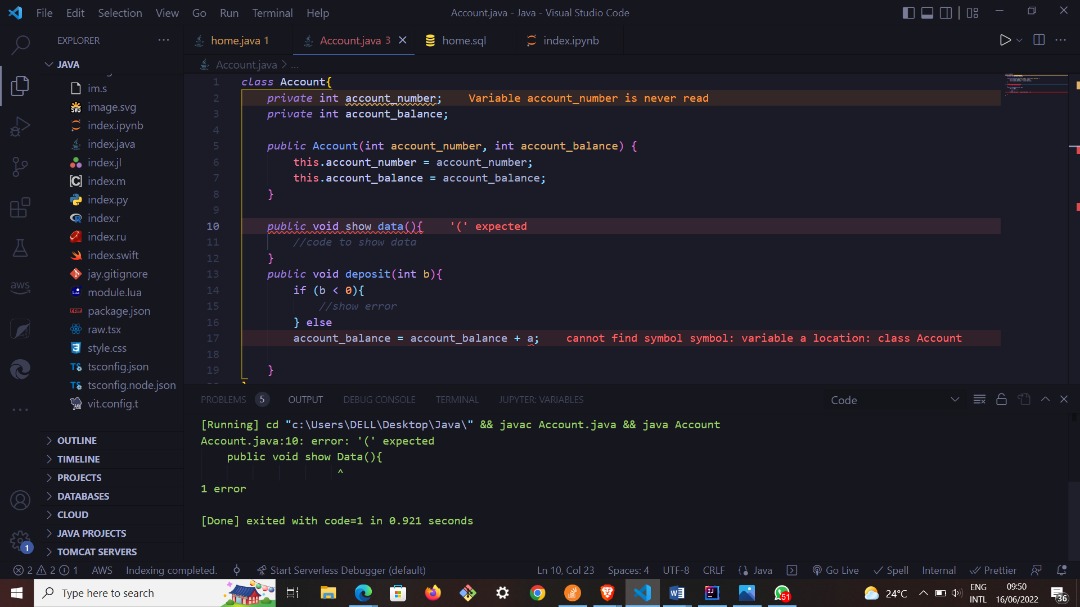 File Edit Selection View Go Run Terminal Help Account.java - Java - Visual Studio Code
EXPLORER
JAVA
im.s
image.svg
index.ipynb
index.java
index.jl
index.m
index.py
index.r
index.ru
index.swift
jay.gitignore
module.lua
package.json
raw.tsx
style.css
tsconfig.json
tsconfig.node.json
vit.config.t
OUTLINE
TIMELINE
PROJECTS
DATABASES
CLOUD
JAVA PROJECTS
TOMCAT SERVERS
aws
1
home.java 1 Account.java 3 home.sql index.ipynb
Account.java > ...
1 class Account{
2 private int account_number; Variable account_number is never read
3 private int account_balance;
4
5 public Account(int account_number, int account_balance) {
6 this.account_number = account_number;
7 this.account_balance = account_balance;
8 }
9
10 public void show data(){ '(' expected
11 //code to show data
12 }
13 public void deposit(int b){
14 if (b < 0){
15 //show error
16 } else
17 account_balance = account_balance + a; cannot find symbol symbol: variable a location: class Account
18
19 }
PROBLEMS 5 OUTPUT DEBUG CONSOLE TERMINAL JUPYTER: VARIABLES Code
[Running] cd "c:\Users\DELL\Desktop\Java\" && javac Account.java && java Account
Account.java:10: error: '(' expected
public void show Data(){
^
1 error
[Done] exited with code=1 in 0.921 seconds
2 2 1 AWS Indexing completed. Start Serverless Debugger (default) Ln 10, Col 23 Spaces: 4 UTF-8 CRLF Java Go Live Spell Internal Prettier
Type here to search 51 24°C ENG 09:50
INTL 16/06/2022 36